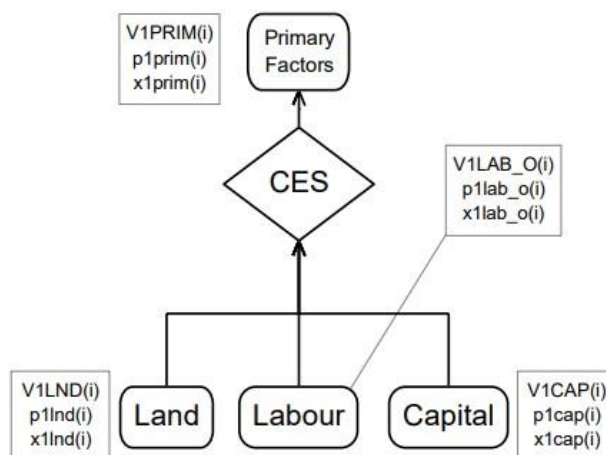 V1PRIM(i)
p1prim(i)
x1prim(i)
Primary
Factors
CES
V1LAB_O(i)
p1lab_o(i)
x1lab_o(i)
V1LND(i)
p1lnd(i)
x1lnd(i)
Land
Labour
Capital
V1CAP(i)
p1cap(i)
x1cap(i)